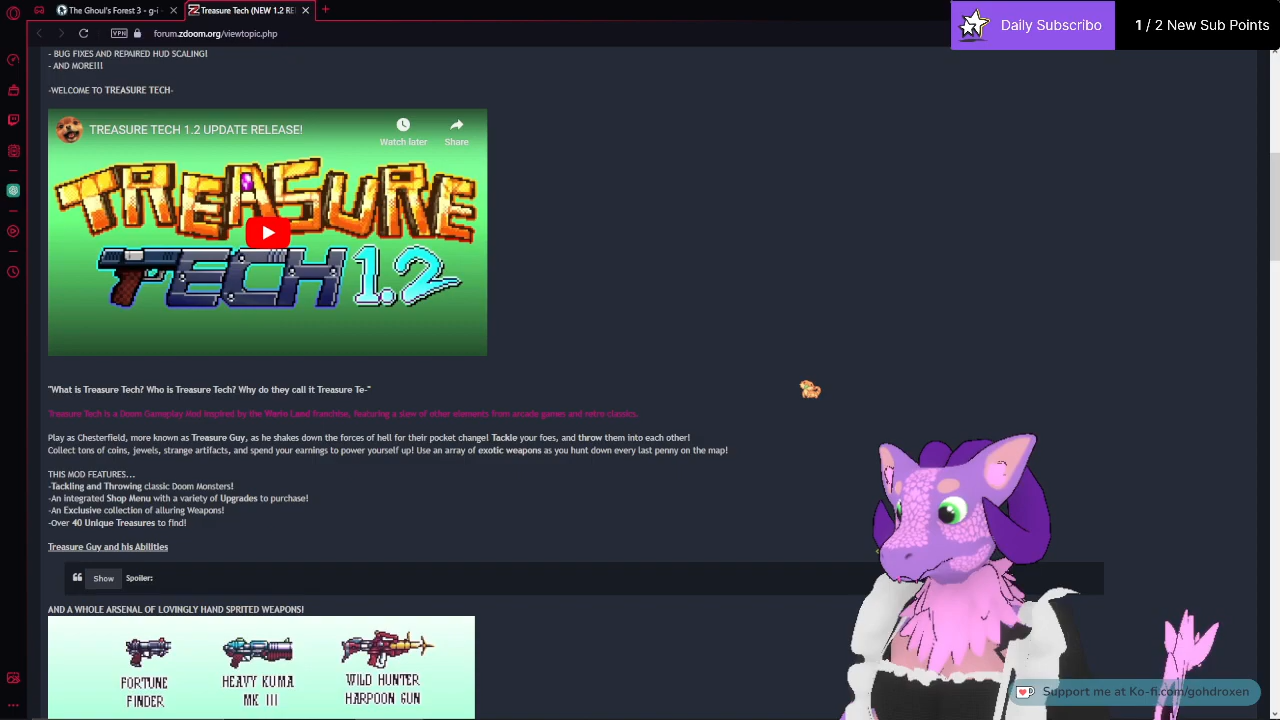 The Ghoul's Forest 3 - g-i
Treasure Tech (NEW 1.2 RE
VPN
forum.zdoom.org/viewtopic.php
Daily Subscribo
1 / 2 New Sub Points
- BUG FIXES AND REPAIRED HUD SCALING!
- AND MORE!!!
-WELCOME TO TREASURE TECH-
TREASURE TECH 1.2 UPDATE RELEASE!
Watch later
Share
TREASURE
TECH 1.2
"What is Treasure Tech? Who is Treasure Tech? Why do they call it Treasure Te-"
Treasure Tech is a Doom Gameplay Mod inspired by the Wario Land franchine, featuring a slew of other elements from arcade games and retro classics.
Play as Chesterfield, more known as Treasure Guy, as he shakes down the forces of hell for their pocket change! Tackle your foes, and throw them into each other!
Collect tons of coins, jewels, strange artifacts, and spend your earnings to power yourself up! Use an array of exotic weapons as you hunt down every last penny on the map!
THIS MOD FEATURES...
-Tackling and Throwing classic Doom Monsters!
-An integrated Shop Menu with a variety of Upgrades to purchase!
-An Exclusive collection of alluring Weapons!
-Over 40 Unique Treasures to find!
Treasure Guy and his Abilities
Show
Spoiler:
AND A WHOLE ARSENAL OF LOVINGLY HAND SPRITED WEAPONS!
FORTUNE
FINDER
HEAVY KUMA
MK III
WILD HUNTER
HARPOON GUN
Support me at Ko-fi.com/gohdroxen